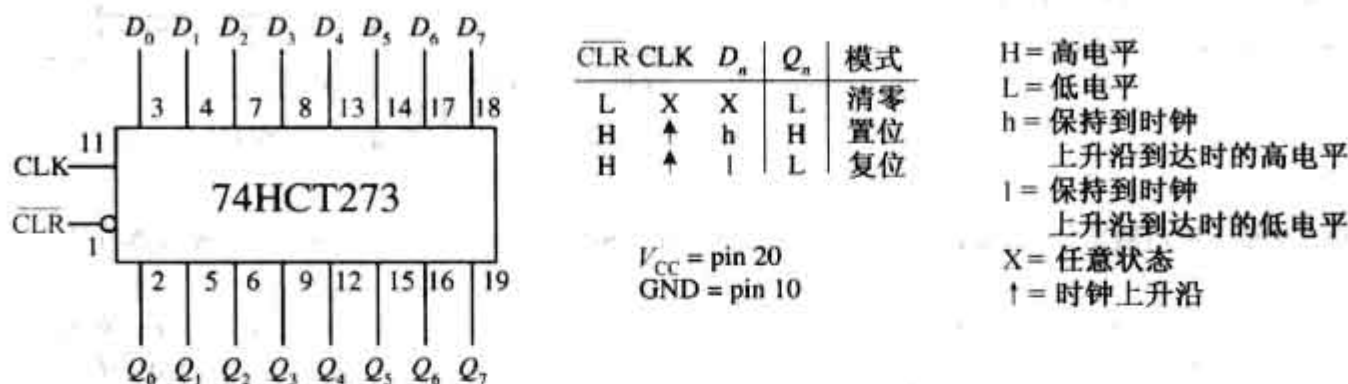 D₀ D₁ D₂ D₃ D₄ D₅ D₆ D₇
3 4 7 8 13 14 17 18
11
CLK
74HCT273
C̅L̅R̅
1
2 5 6 9 12 15 16 19
Q₀ Q₁ Q₂ Q₃ Q₄ Q₅ Q₆ Q₇
C̅L̅R̅ CLK Dₙ Qₙ 模式
L X X L 清零
H ↑ h H 置位
H ↑ l L 复位
V_CC = pin 20
GND = pin 10
H = 高电平
L = 低电平
h = 保持到时钟
上升沿到达时的高电平
l = 保持到时钟
上升沿到达时的低电平
X = 任意状态
↑ = 时钟上升沿